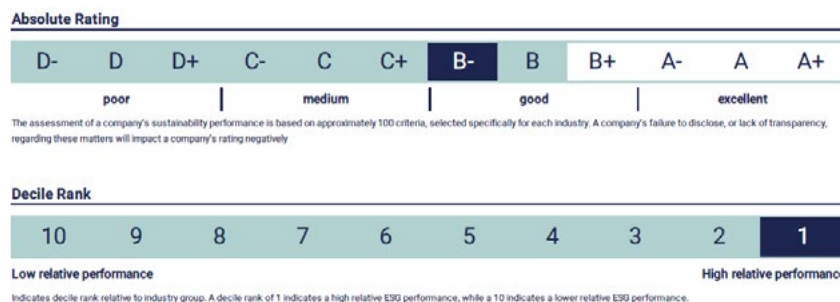 Absolute Rating
D- D D+ C- C C+ B- B B+ A- A A+
poor medium good excellent
The assessment of a company's sustainability performance is based on approximately 100 criteria, selected specifically for each industry. A company's failure to disclose, or lack of transparency,
regarding these matters will impact a company's rating negatively
Decile Rank
10 9 8 7 6 5 4 3 2 1
Low relative performance High relative performance
Indicates decile rank relative to industry group. A decile rank of 1 indicates a high relative ESG performance, while a 10 indicates a lower relative ESG performance.